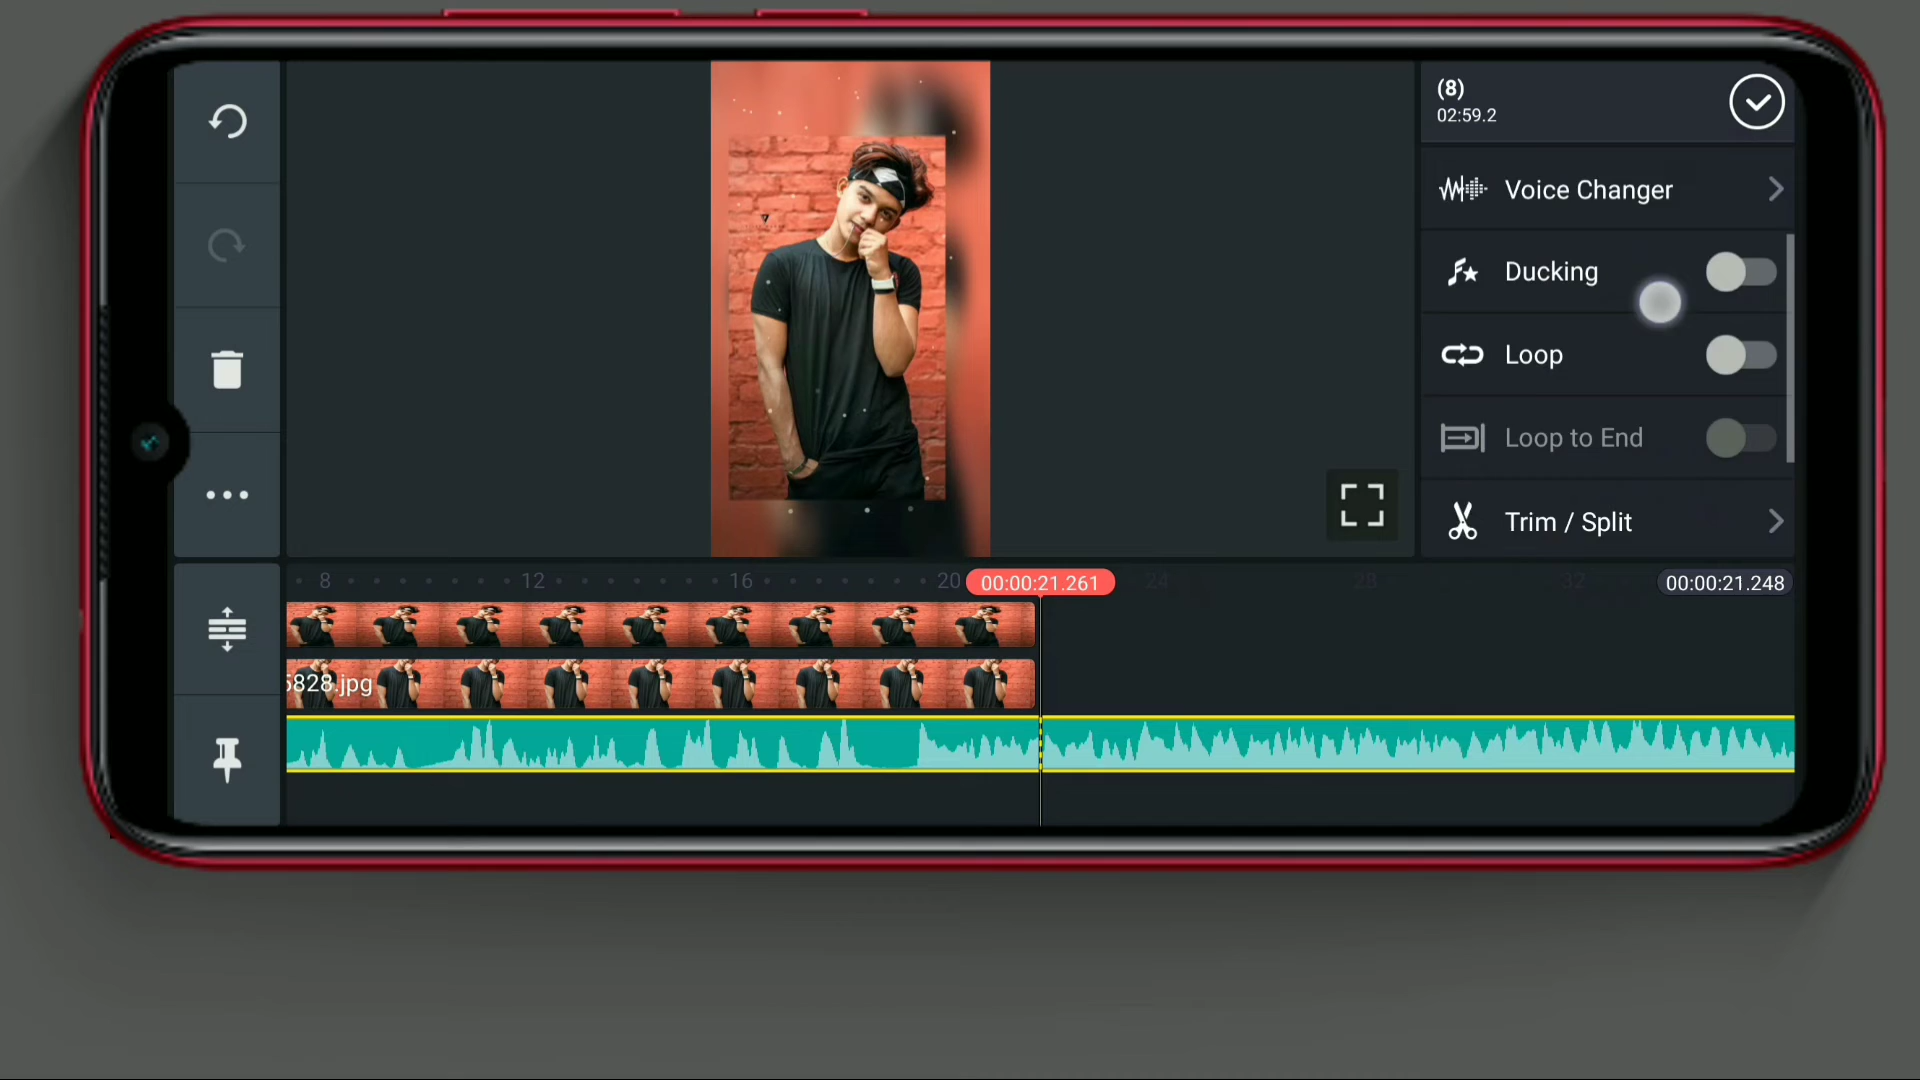 (8)
02:59.2
Voice Changer
Ducking
Loop
Loop to End
Trim / Split
8
12
16
20
00:00:21.261
24
28
32
00:00:21.248
5828.jpg